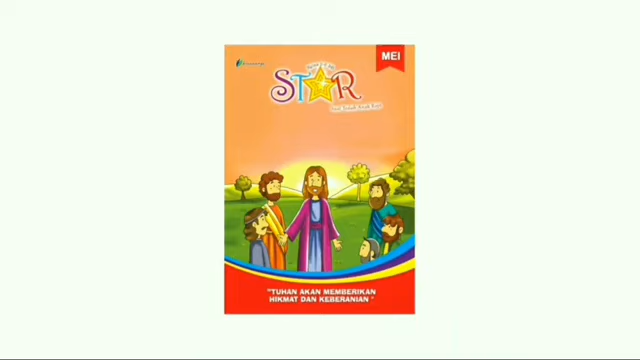 MEI
STAR
"TUHAN AKAN MEMBERIKAN
HIKMAT DAN KEBERANIAN "